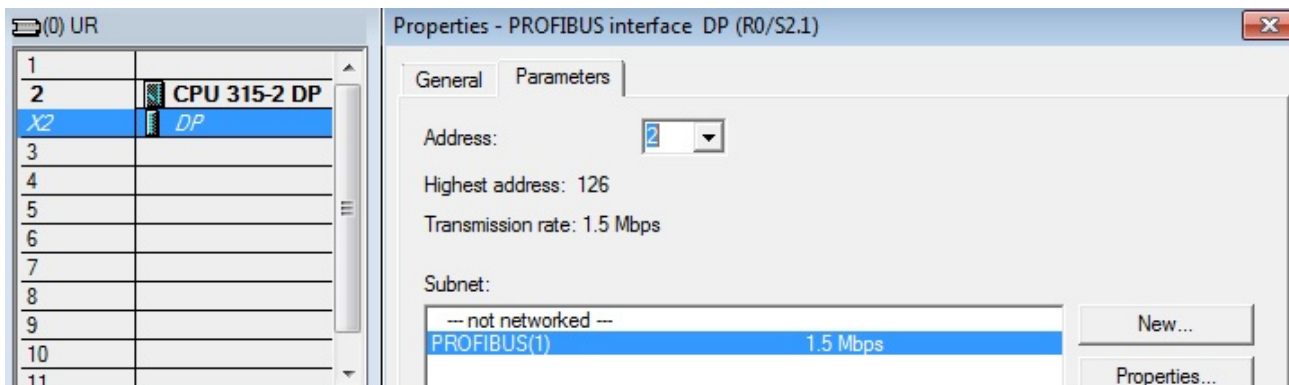 (0) UR
1
2 CPU 315-2 DP
X2 DP
3
4
5
6
7
8
9
10
11
Properties - PROFIBUS interface DP (R0/S2.1)
General Parameters
Address: 2
Highest address: 126
Transmission rate: 1.5 Mbps
Subnet:
--- not networked ---
PROFIBUS(1) 1.5 Mbps
New...
Properties...